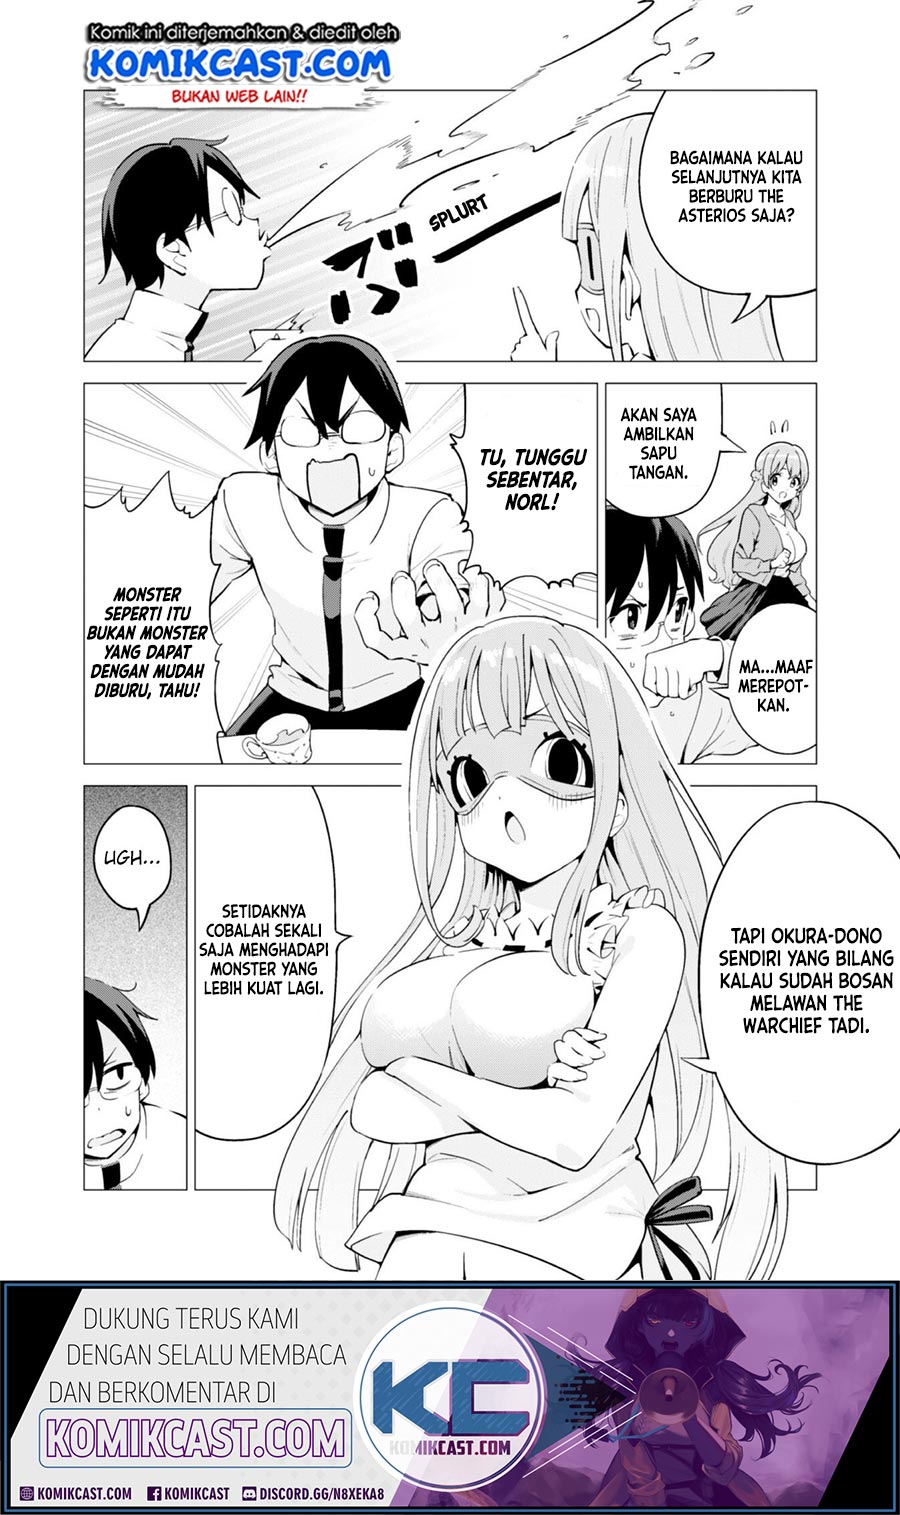 Komik ini diterjemahkan & diedit oleh
KOMIKCAST.COM
BUKAN WEB LAIN!!
BAGAIMANA KALAU
SELANJUTNYA KITA
BERBURU THE
ASTERIOS SAJA?
SPLURT
ぶ
AKAN SAYA
AMBILKAN
SAPU
TANGAN.
TU, TUNGGU
SEBENTAR,
NORL!
MONSTER
SEPERTI ITU
BUKAN MONSTER
YANG DAPAT
DENGAN MUDAH
DIBURU, TAHU!
MA...MAAF
MEREPOT-
KAN.
TAPI OKURA-DONO
SENDIRI YANG BILANG
KALAU SUDAH BOSAN
MELAWAN THE
WARCHIEF TADI.
SETIDAKNYA
COBALAH SEKALI
SAJA MENGHADAPI
MONSTER YANG
LEBIH KUAT LAGI.
UGH...
DUKUNG TERUS KAMI
DENGAN SELALU MEMBACA
DAN BERKOMENTAR DI
KOMIKCAST.COM
KC
KOMIKCAST.COM
KOMIKCAST.COM
KOMIKCAST
DISCORD.GG/N8XEKA8